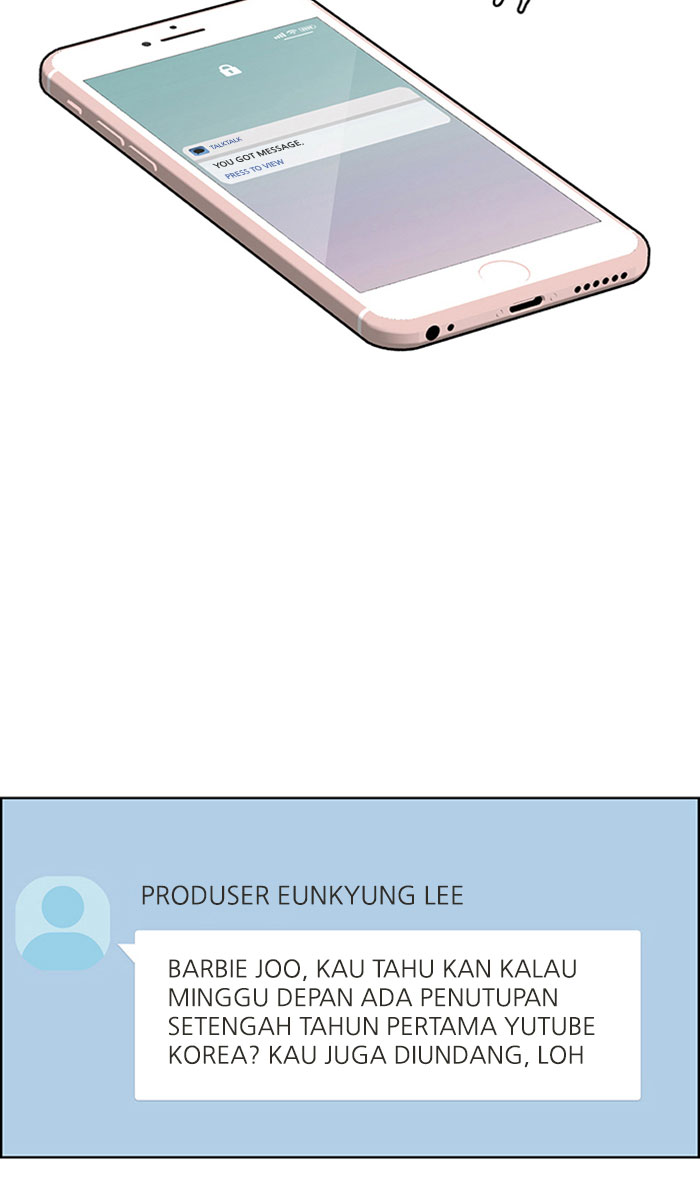 TALKTALK
YOU GOT MESSAGE.
PRESS TO VIEW
PRODUSER EUNKYUNG LEE
BARBIE JOO, KAU TAHU KAN KALAU
MINGGU DEPAN ADA PENUTUPAN
SETENGAH TAHUN PERTAMA YUTUBE
KOREA? KAU JUGA DIUNDANG, LOH